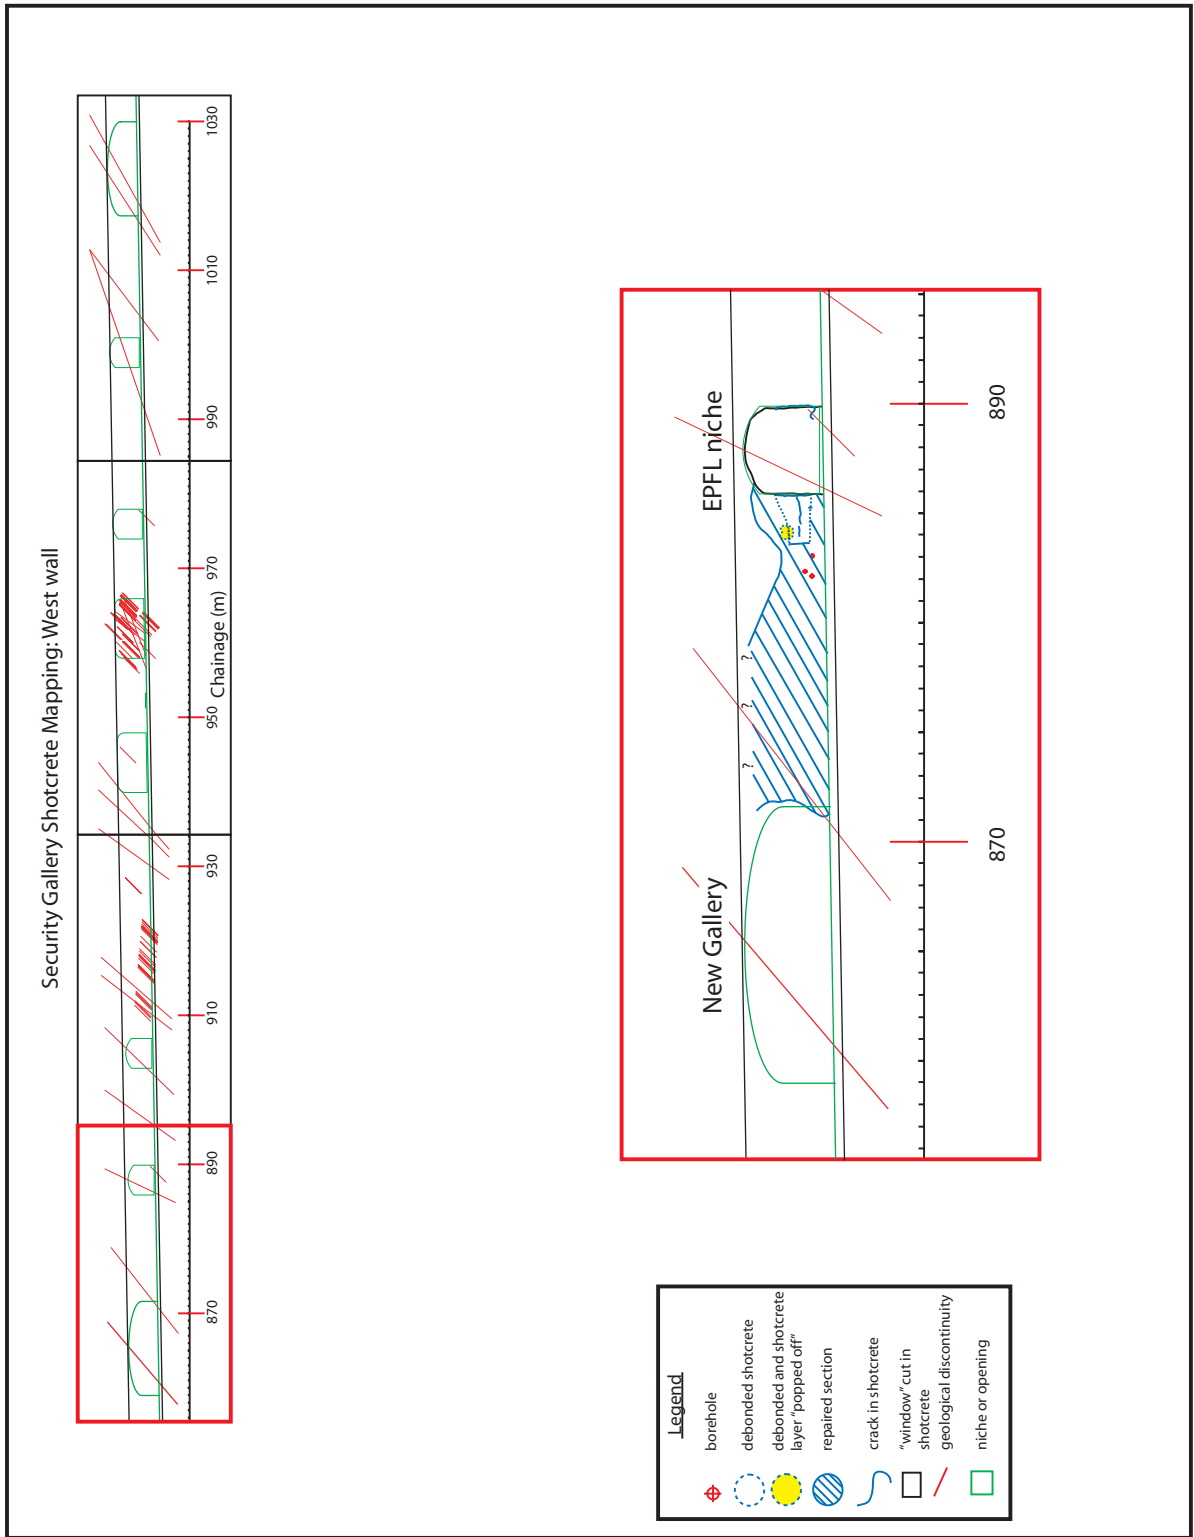 Security Gallery Shotcrete Mapping: West wall
870
890
910
930
950
970
990
1010
1030
Chainage (m)
New Gallery
EPFL niche
?
?
?
870
890
Legend
borehole
debonded shotcrete
debonded and shotcrete
layer "popped off"
repaired section
crack in shotcrete
"window" cut in
shotcrete
geological discontinuity
niche or opening